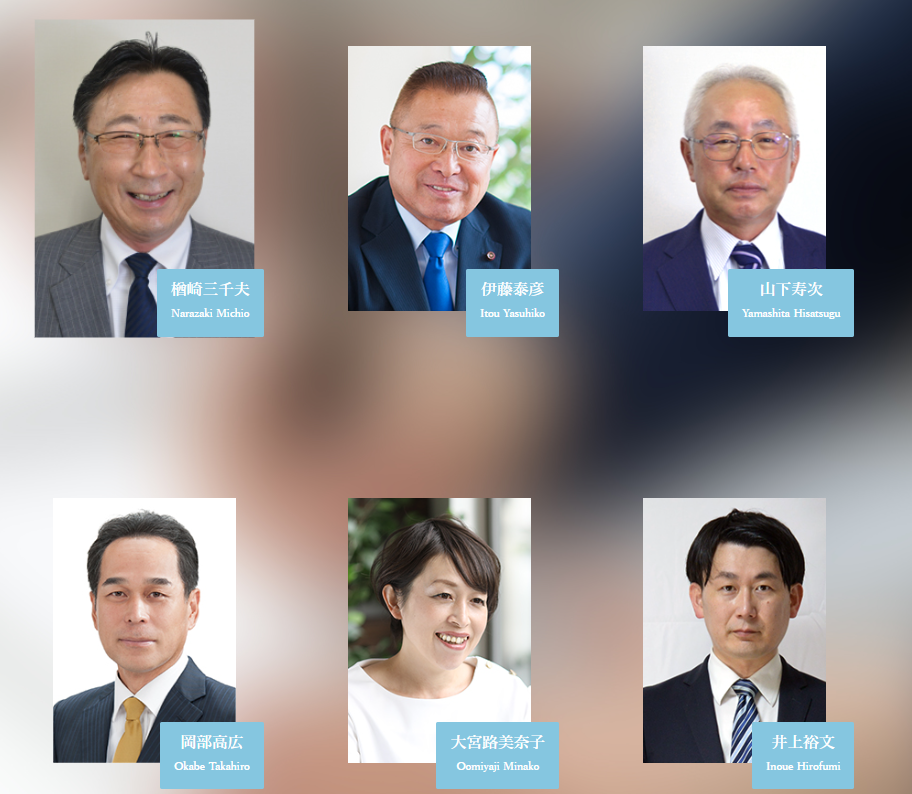 楢崎三千夫
Narazaki Michio
伊藤泰彦
Itou Yasuhiko
山下寿次
Yamashita Hisatsugu
岡部高広
Okabe Takahiro
大宮路美奈子
Oomiyaji Minako
井上裕文
Inoue Hirofumi